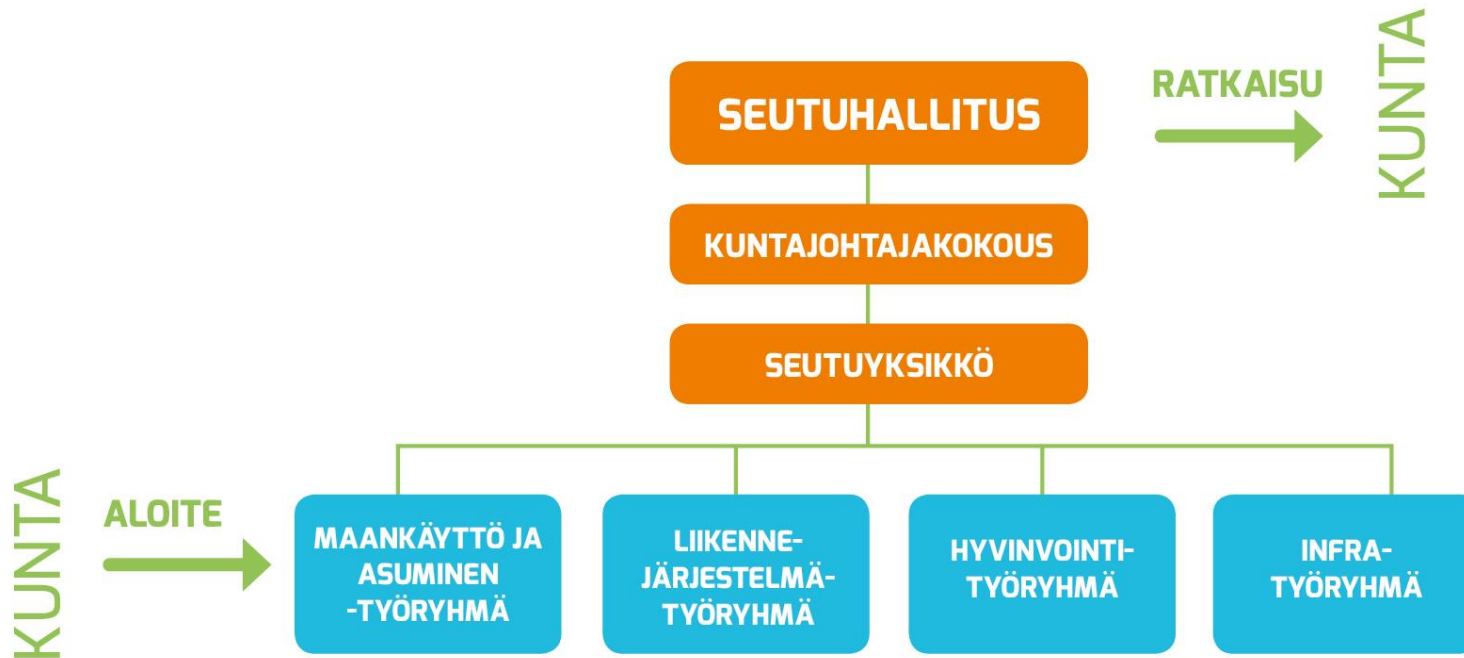 SEUTUHALLITUS
RATKAISU
KUNTA
KUNTAJOHTAJAKOKOUS
SEUTUYKSIKKÖ
KUNTA
ALOITE
MAANKÄYTTÖ JA
ASUMINEN
-TYÖRYHMÄ
LIIKENNE-
JÄRJESTELMÄ-
TYÖRYHMÄ
HYVINVOINTI-
TYÖRYHMÄ
INFRA-
TYÖRYHMÄ